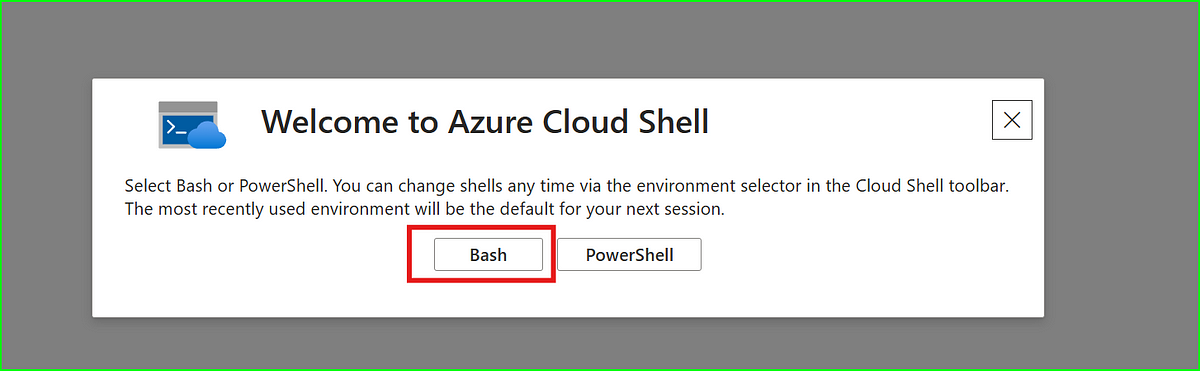 Welcome to Azure Cloud Shell
Select Bash or PowerShell. You can change shells any time via the environment selector in the Cloud Shell toolbar.
The most recently used environment will be the default for your next session.
Bash
PowerShell